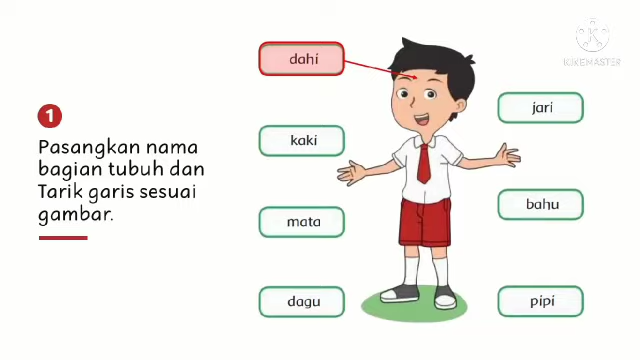 1
Pasangkan nama
bagian tubuh dan
Tarik garis sesuai
gambar.
dahi
kaki
mata
dagu
jari
bahu
pipi
KINEMASTER